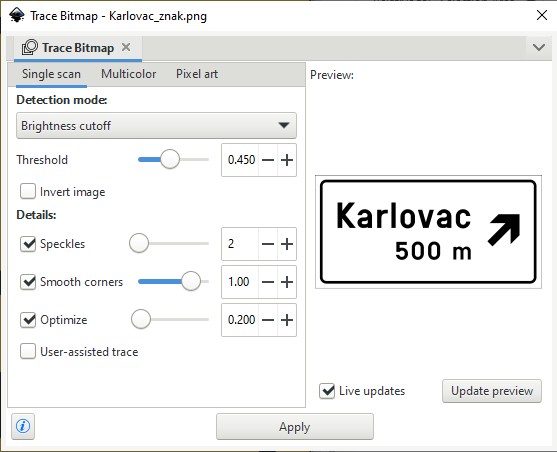 Trace Bitmap - Karlovac_znak.png
Trace Bitmap
Single scan Multicolor Pixel art
Detection mode:
Brightness cutoff
Threshold 0.450
Invert image
Details:
Speckles 2
Smooth corners 1.00
Optimize 0.200
User-assisted trace
Preview:
Karlovac
500 m
Live updates Update preview
Apply